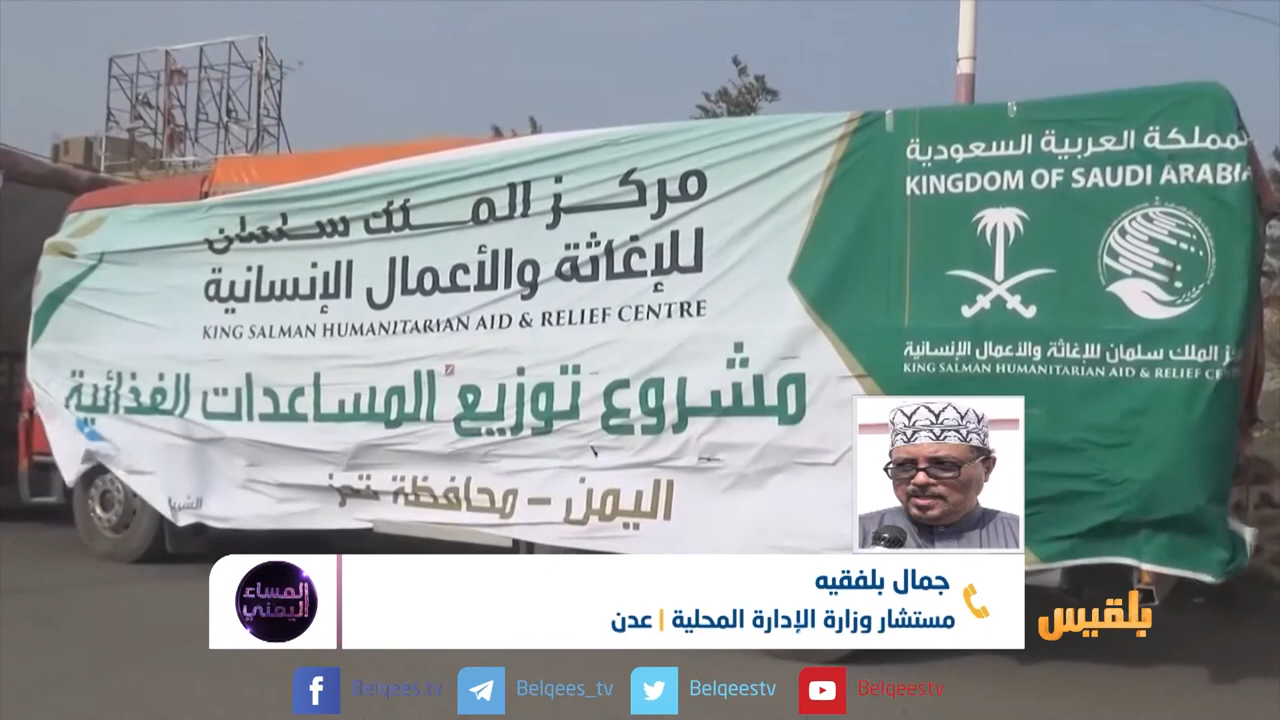 مركز الملك سلمان
للإغاثة والأعمال الإنسانية
KING SALMAN HUMANITARIAN AID & RELIEF CENTRE
مشروع توزيع المساعدات الغذائية
اليمن - محافظة تعز
المملكة العربية السعودية
KINGDOM OF SAUDI ARABIA
الملك سلمان للإغاثة والأعمال الإنسانية
KING SALMAN HUMANITARIAN AID & RELIEF
جمال بلفقيه
مستشار وزارة الإدارة المحلية | عدن
المساء
اليمني
بلقيس
Belqees.tv
Belqees_tv
Belqeestv
Belqeestv